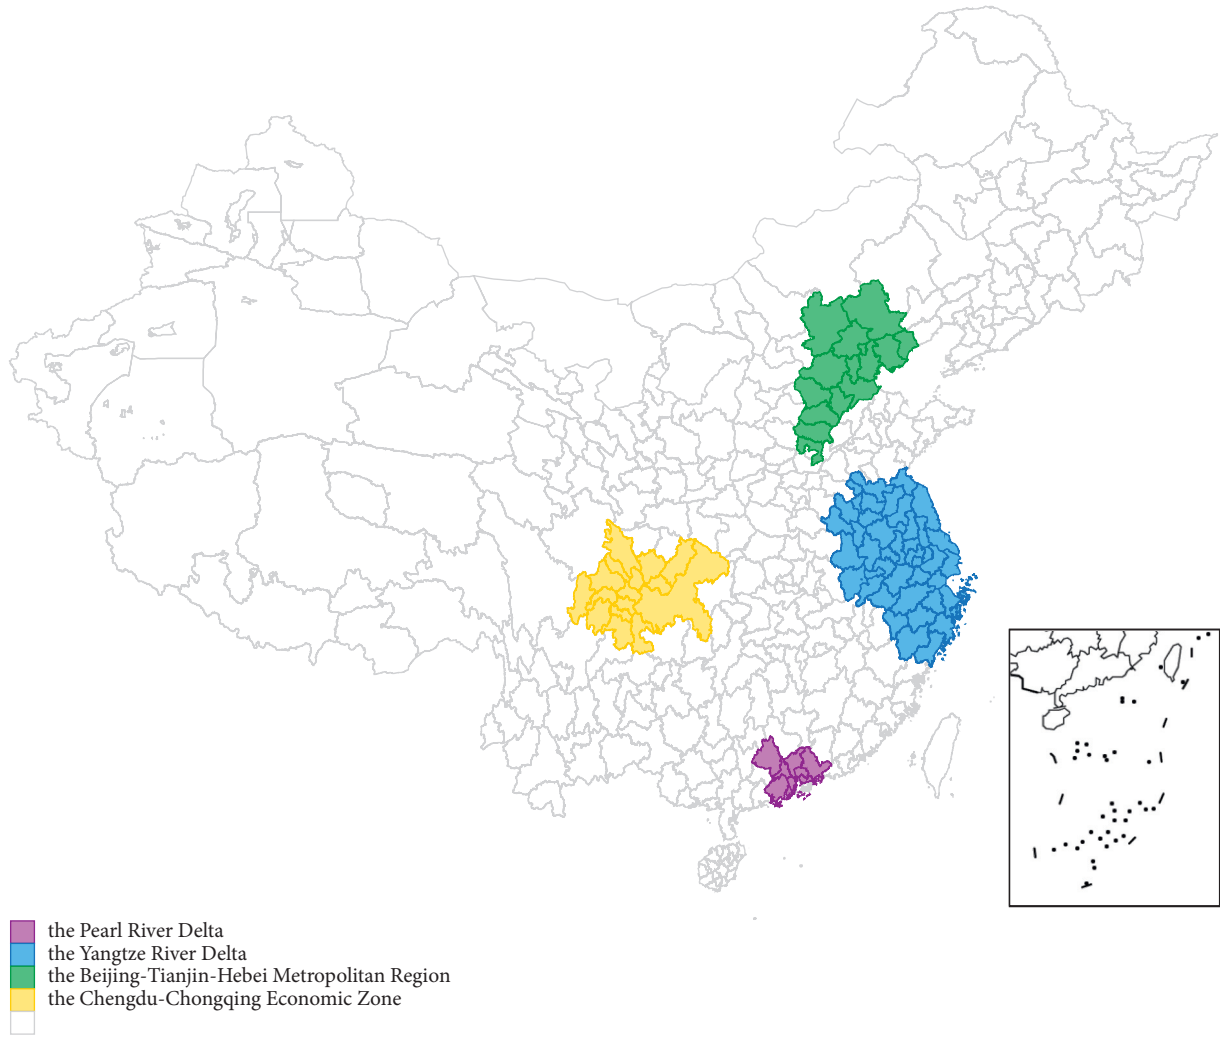 the Pearl River Delta
the Yangtze River Delta
the Beijing-Tianjin-Hebei Metropolitan Region
the Chengdu-Chongqing Economic Zone